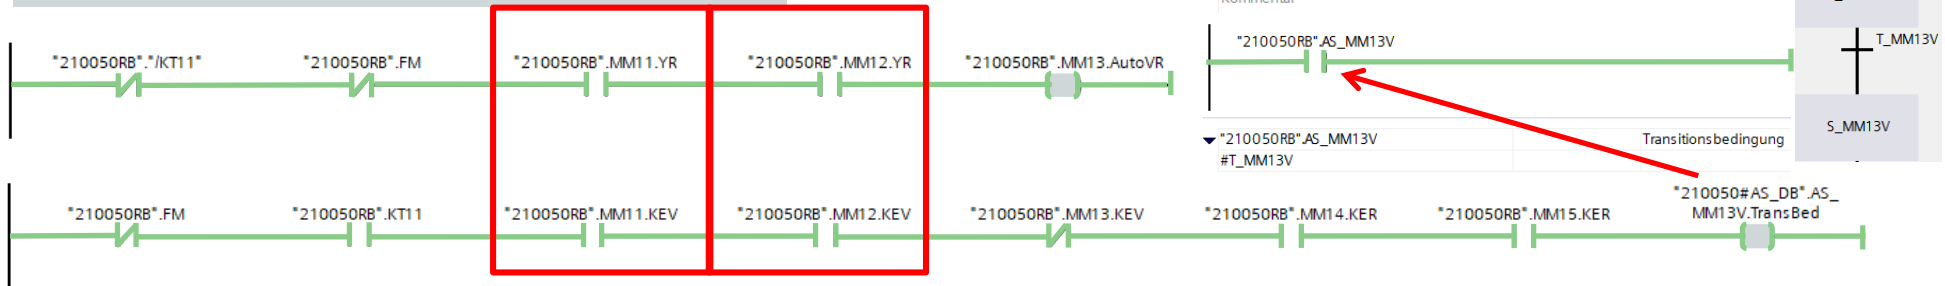 "210050RB"."/KT11"
"210050RB".FM
"210050RB".MM11.YR
"210050RB".MM12.YR
"210050RB".MM13.AutoVR
Kommentar
"210050RB".AS_MM13V
T_MM13V
"210050RB".AS_MM13V
Transitionsbedingung
#T_MM13V
S_MM13V
"210050RB".FM
"210050RB".KT11
"210050RB".MM11.KEV
"210050RB".MM12.KEV
"210050RB".MM13.KEV
"210050RB".MM14.KER
"210050RB".MM15.KER
"210050#AS_DB".AS_
MM13V.TransBed